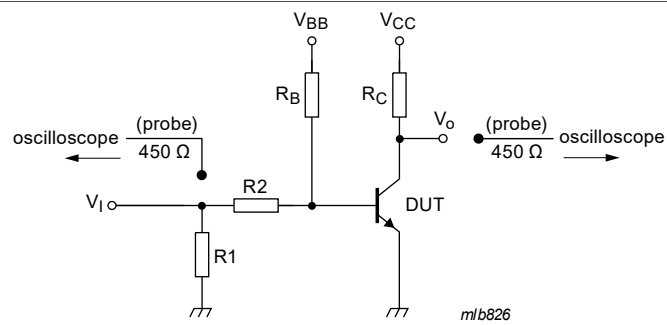 V_BB
V_CC
R_B
R_C
oscilloscope
(probe)
450 Ω
V_o
(probe)
450 Ω
oscilloscope
R2
V_I
DUT
R1
mlb826